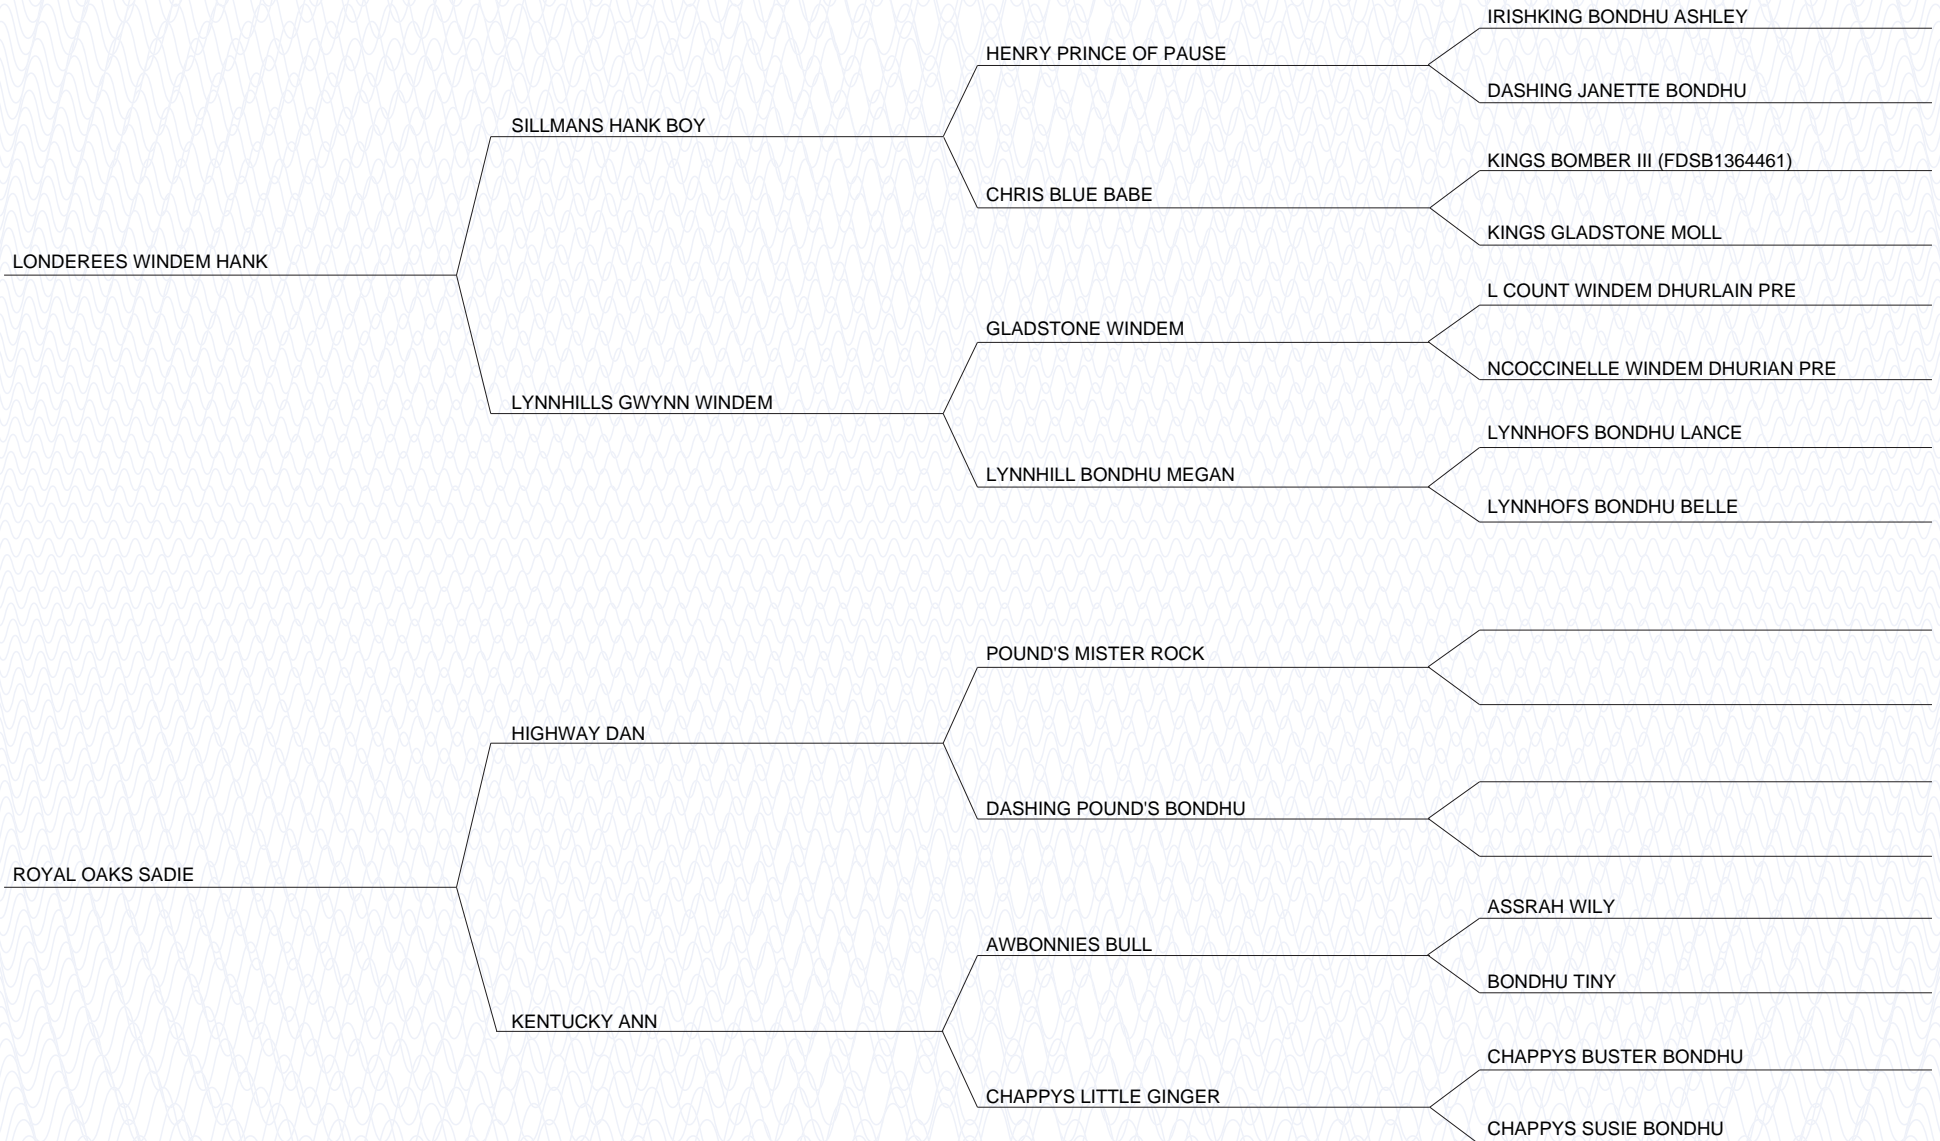 IRISHKING BONDHU ASHLEY
HENRY PRINCE OF PAUSE
DASHING JANETTE BONDHU
SILLMANS HANK BOY
KINGS BOMBER III (FDSB1364461)
CHRIS BLUE BABE
KINGS GLADSTONE MOLL
LONDEREES WINDEM HANK
L COUNT WINDEM DHURLAIN PRE
GLADSTONE WINDEM
NCOCCINELLE WINDEM DHURIAN PRE
LYNNHILLS GWYNN WINDEM
LYNNHOFS BONDHU LANCE
LYNNHILL BONDHU MEGAN
LYNNHOFS BONDHU BELLE
POUND'S MISTER ROCK
HIGHWAY DAN
DASHING POUND'S BONDHU
ROYAL OAKS SADIE
ASSRAH WILY
AWBONNIES BULL
BONDHU TINY
KENTUCKY ANN
CHAPPYS BUSTER BONDHU
CHAPPYS LITTLE GINGER
CHAPPYS SUSIE BONDHU